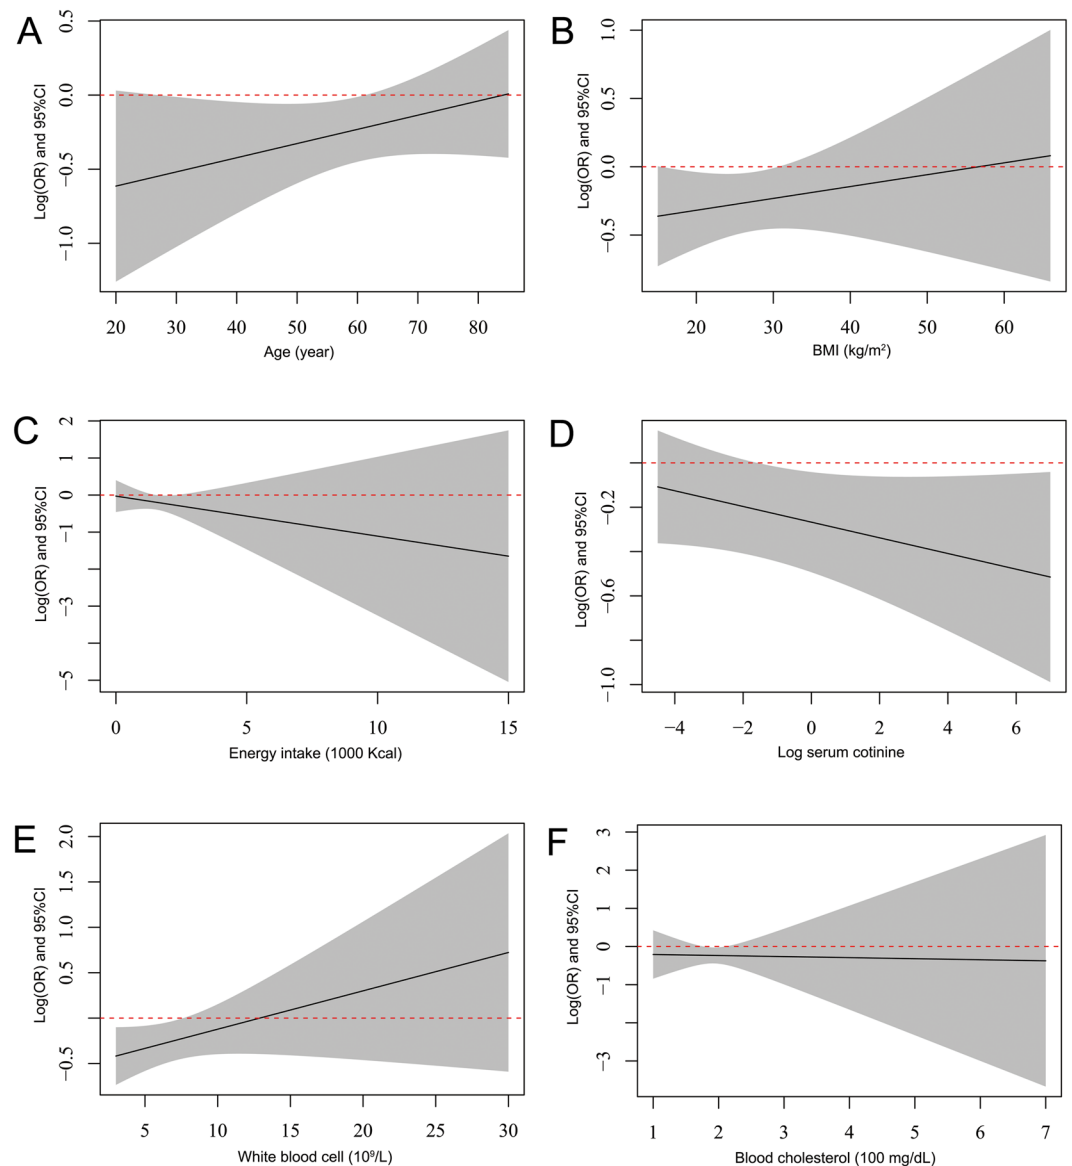 A
Log(OR) and 95%CI
0.5
0.0
−0.5
−1.0
20 30 40 50 60 70 80
Age (year)
B
Log(OR) and 95%CI
1.0
0.5
0.0
−0.5
20 30 40 50 60
BMI (kg/m²)
C
Log(OR) and 95%CI
2
1
0
−1
−3
−5
0 5 10 15
Energy intake (1000 Kcal)
D
Log(OR) and 95%CI
−0.2
−0.6
−1.0
−4 −2 0 2 4 6
Log serum cotinine
E
Log(OR) and 95%CI
2.0
1.5
1.0
0.5
−0.5
5 10 15 20 25 30
White blood cell (10⁹/L)
F
Log(OR) and 95%CI
3
2
1
0
−1
−3
1 2 3 4 5 6 7
Blood cholesterol (100 mg/dL)